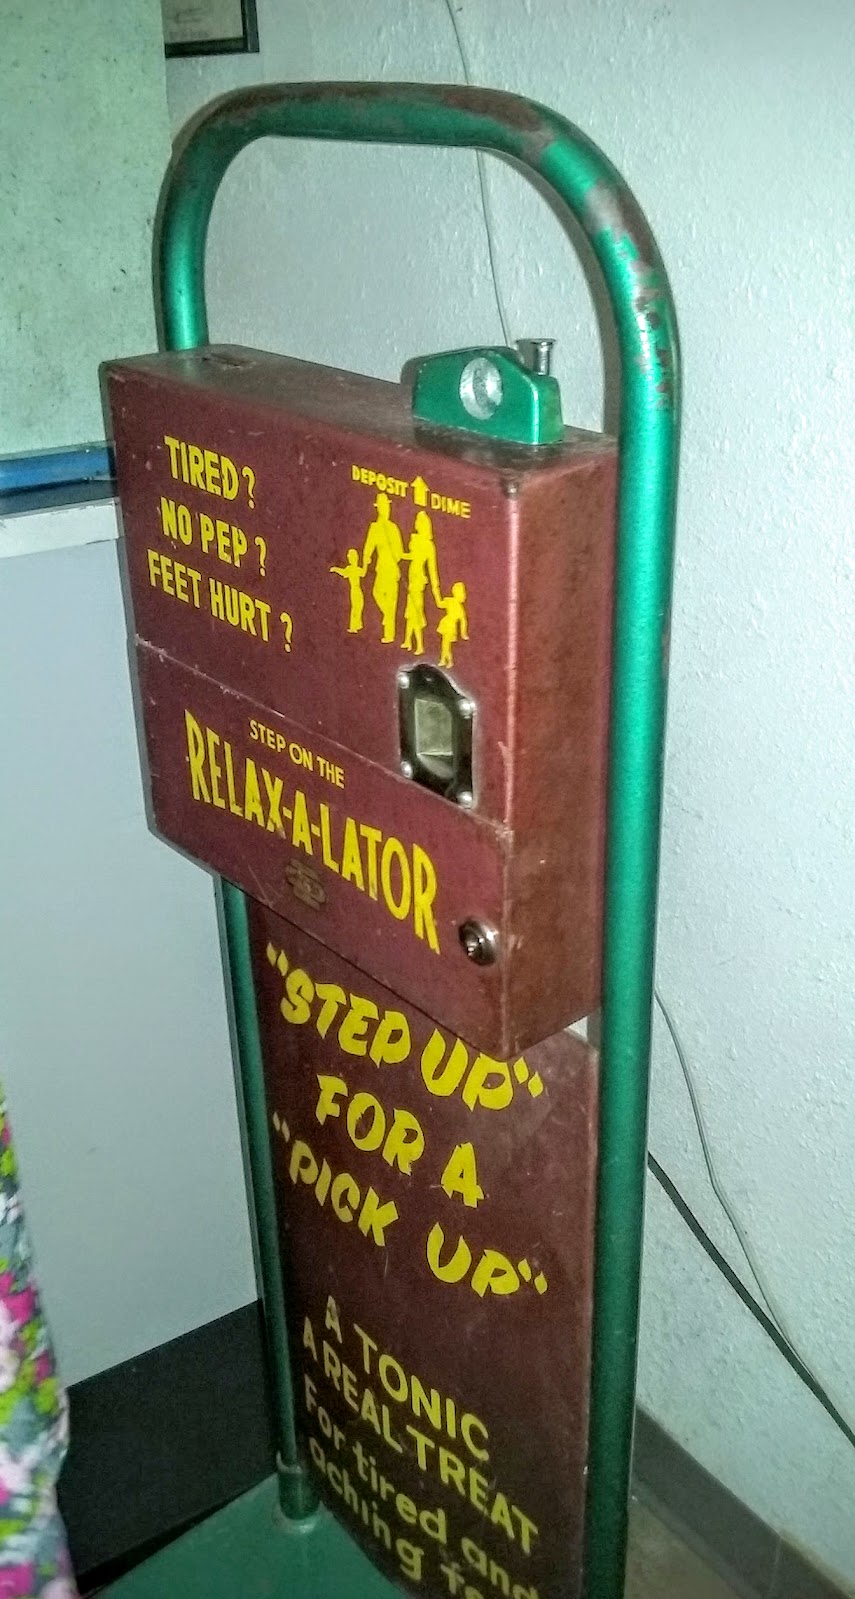 TIRED?
NO PEP?
FEET HURT?
DEPOSIT DIME
STEP ON THE
RELAX-A-LATOR
"STEP UP"
FOR A
"PICK UP"
A TONIC
A REAL TREAT
For tired and
aching